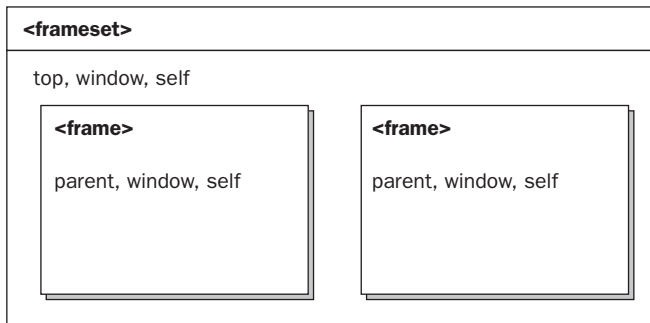 <frameset>
top, window, self
<frame>
parent, window, self
<frame>
parent, window, self